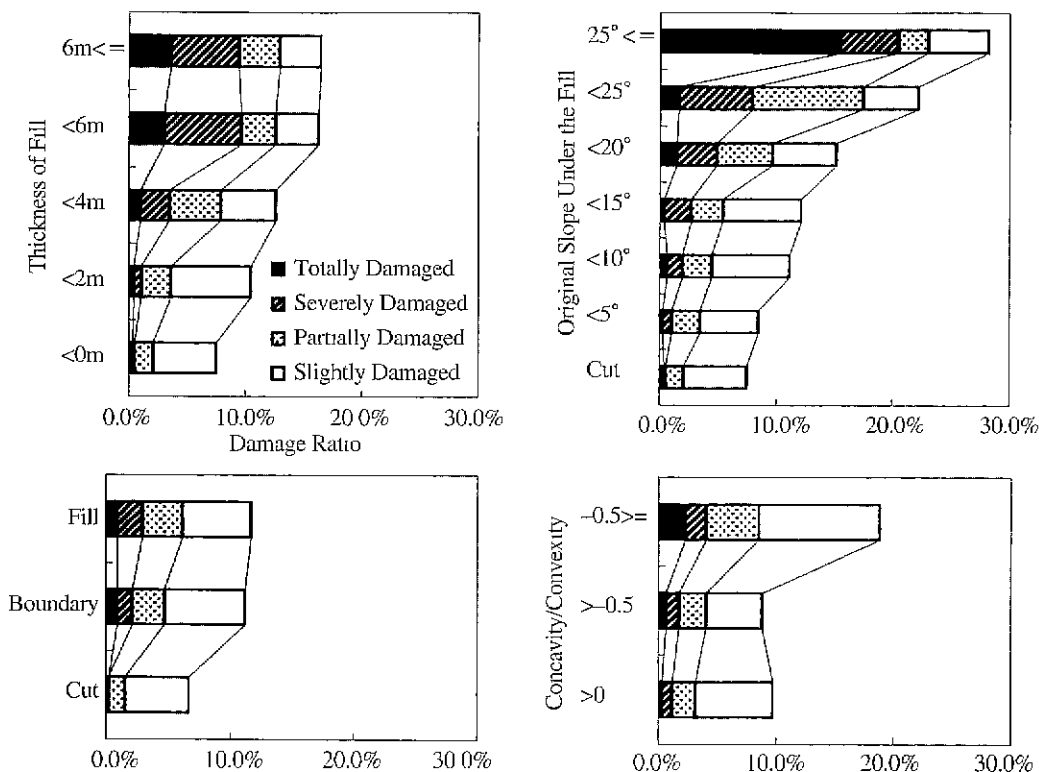 Thickness of Fill
6m<=
<6m
<4m
<2m
<0m
Totally Damaged
Severely Damaged
Partially Damaged
Slightly Damaged
0.0% 10.0% 20.0% 30.0%
Damage Ratio
Original Slope Under the Fill
25°<=
<25°
<20°
<15°
<10°
<5°
Cut
0.0% 10.0% 20.0% 30.0%
Fill
Boundary
Cut
0.0% 10.0% 20.0% 30.0%
Concavity/Convexity
-0.5>=
>-0.5
>0
0.0% 10.0% 20.0% 30.0%